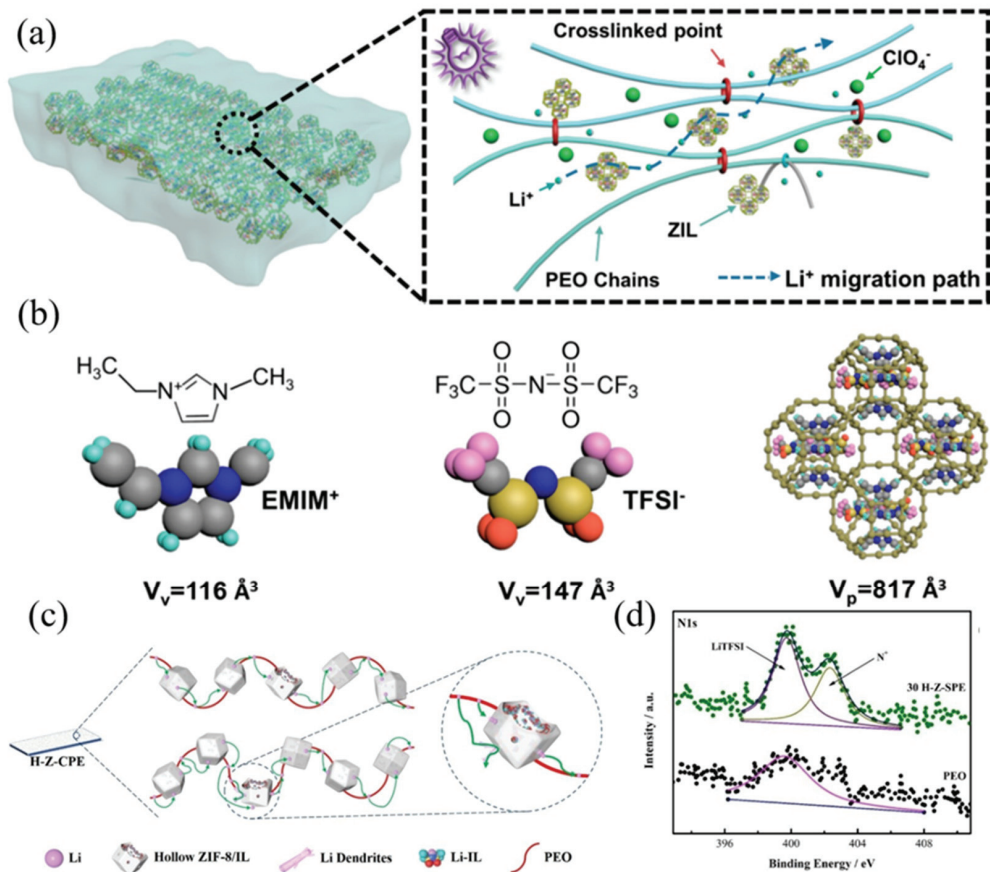 (a)
Crosslinked point
ClO₄⁻
Li⁺
ZIL
PEO Chains
Li⁺ migration path
(b)
H₃C
CH₃
N⁺
N
EMIM⁺
Vᵥ=116 Å³
O O
F₃C-S-N⁻-S-CF₃
O O
TFSI⁻
Vᵥ=147 Å³
Vₚ=817 Å³
(c)
H-Z-CPE
Li
Hollow ZIF-8/IL
Li Dendrites
Li-IL
PEO
(d)
N1s
LiTFSI
N⁺
30 H-Z-SPE
PEO
Intensity / a.u.
396 400 404 408
Binding Energy / eV